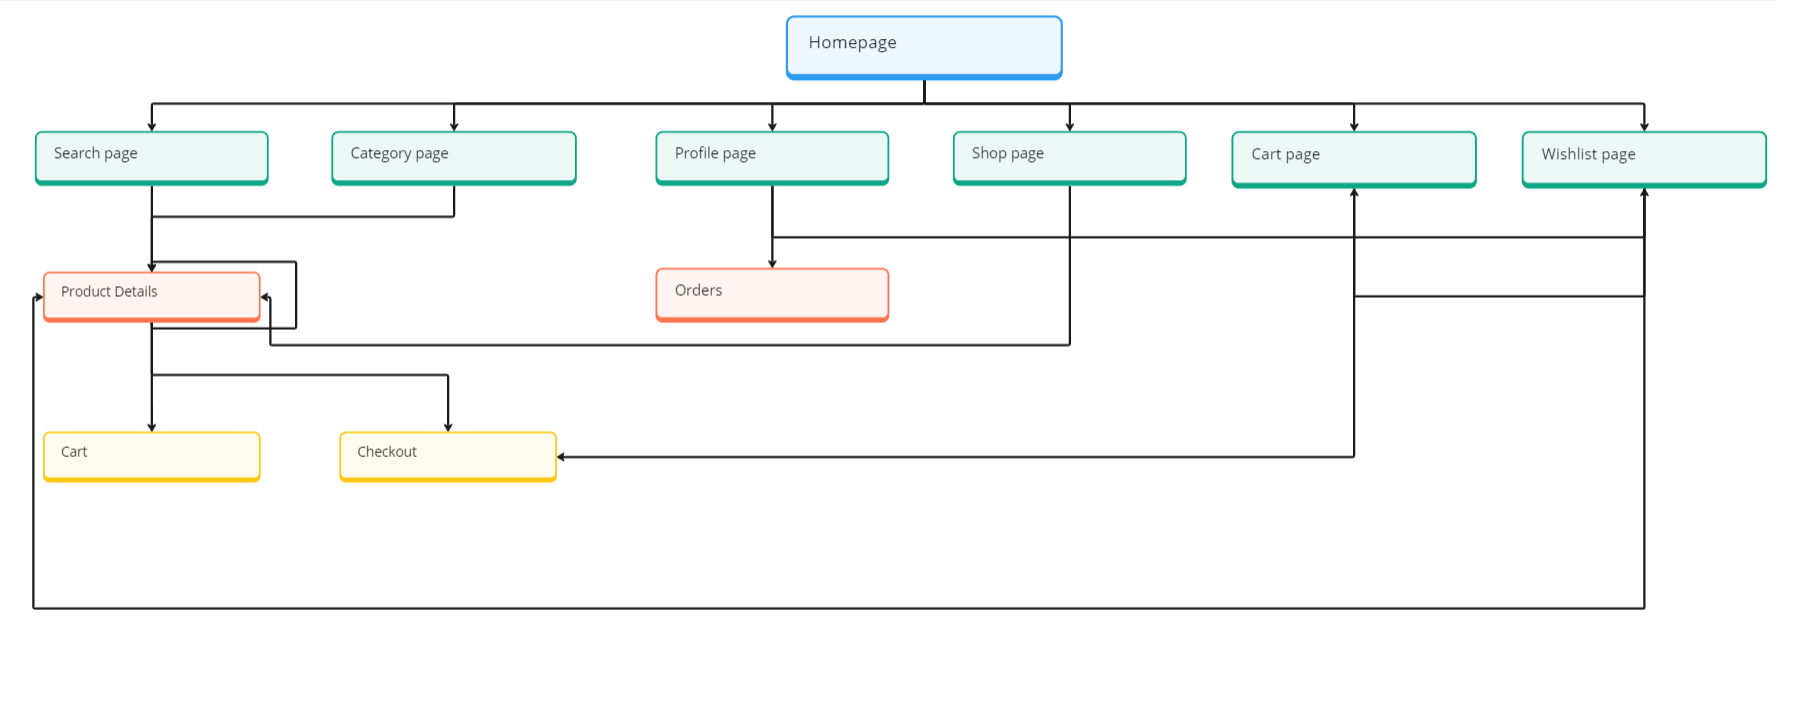 Homepage
Search page
Category page
Profile page
Shop page
Cart page
Wishlist page
Product Details
Orders
Cart
Checkout